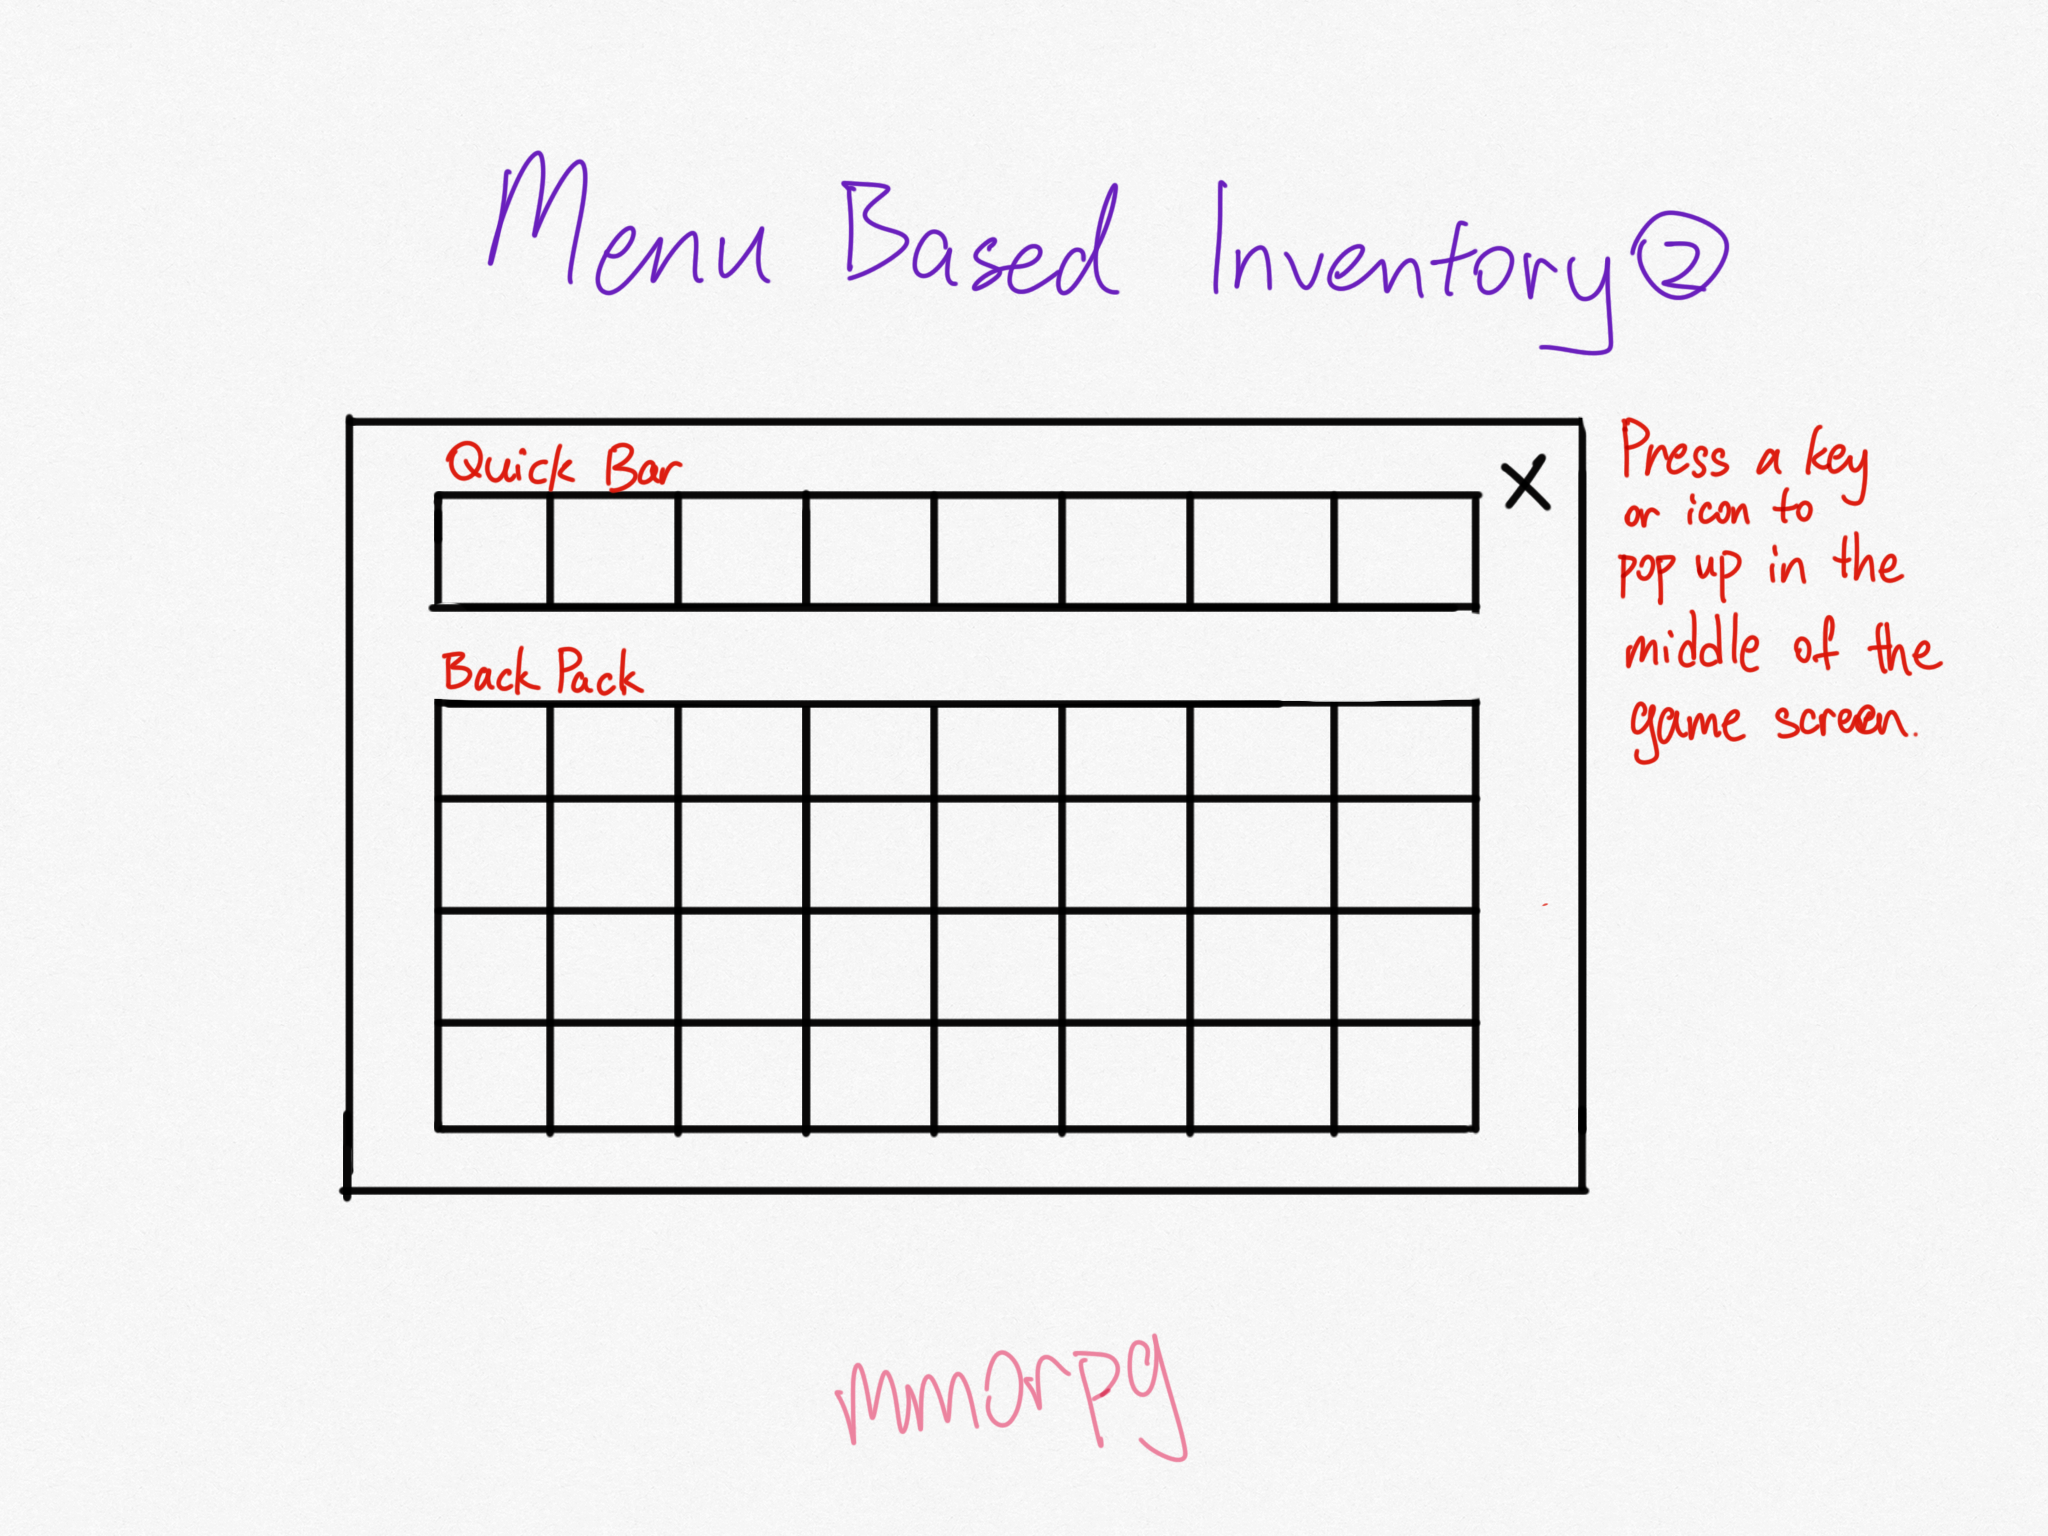 Menu Based Inventory ②
Quick Bar
X
Press a key
or icon to
pop up in the
middle of the
game screen.
Back Pack
mmorpg